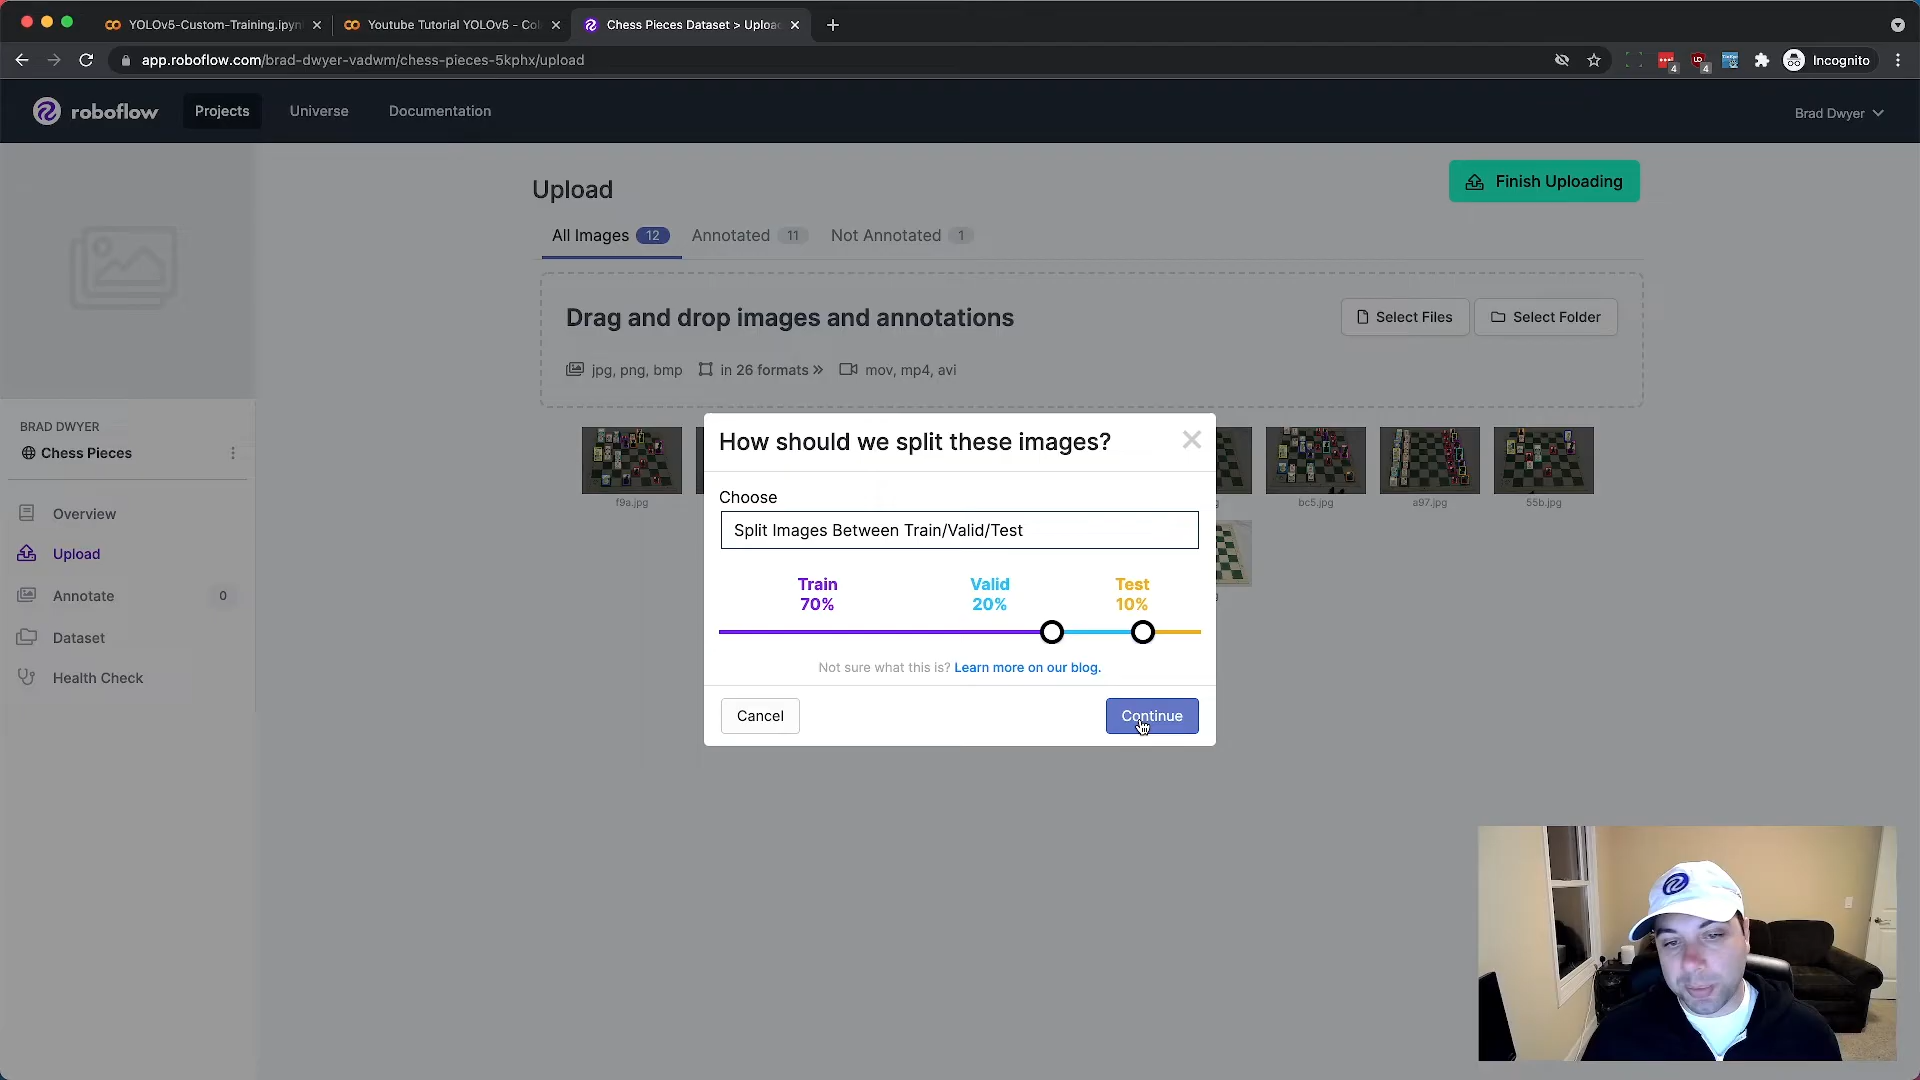 YOLOv5-Custom-Training.ipyn
Youtube Tutorial YOLOv5 - Co
Chess Pieces Dataset > Uploa
app.roboflow.com/brad-dwyer-vadwm/chess-pieces-5kphx/upload
4
4
Incognito
roboflow
Projects
Universe
Documentation
Brad Dwyer
Upload
Finish Uploading
All Images 12
Annotated 11
Not Annotated 1
Drag and drop images and annotations
Select Files
Select Folder
jpg, png, bmp
in 26 formats »
mov, mp4, avi
f9a.jpg
bc5.jpg
a97.jpg
55b.jpg
BRAD DWYER
Chess Pieces
Overview
Upload
Annotate 0
Dataset
Health Check
How should we split these images?
Choose
Split Images Between Train/Valid/Test
Train
70%
Valid
20%
Test
10%
Not sure what this is? Learn more on our blog.
Cancel
Continue